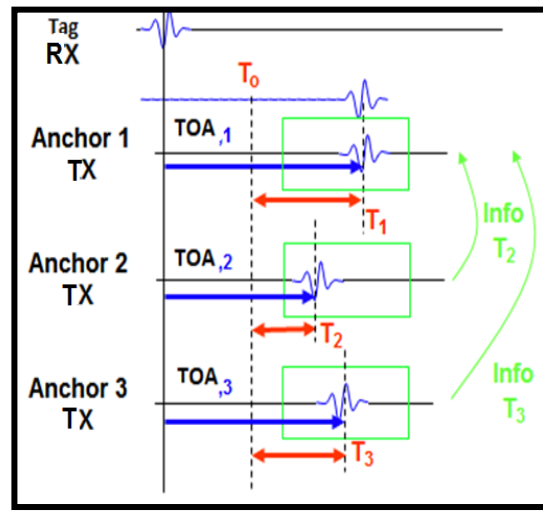 Tag
RX
T₀
Anchor 1
TX
TOA,1
T₁
Info
T₂
Anchor 2
TX
TOA,2
T₂
Anchor 3
TX
TOA,3
T₃
Info
T₃